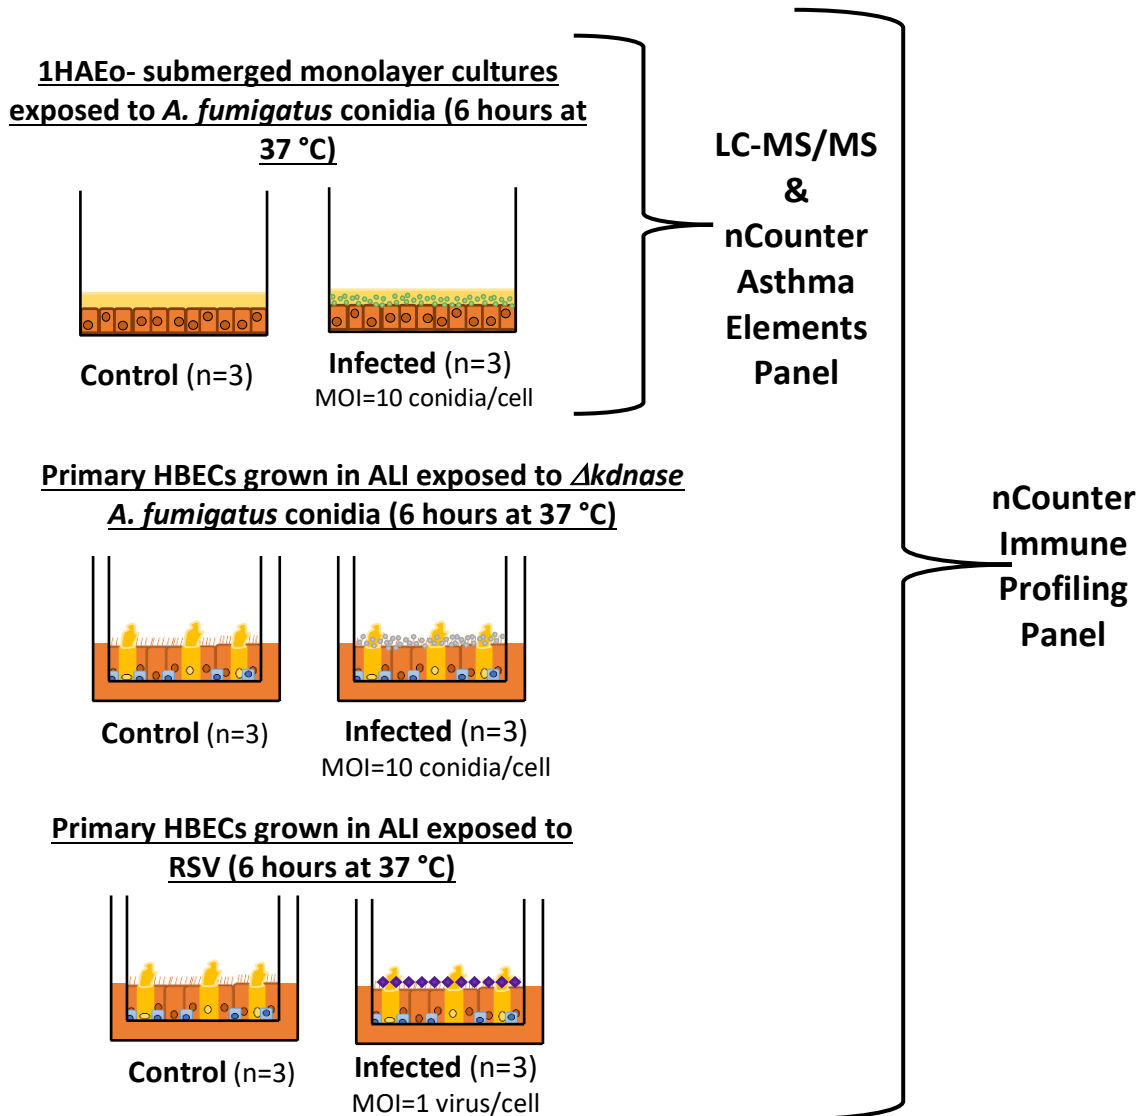 1HAEo- submerged monolayer cultures
exposed to A. fumigatus conidia (6 hours at
37 °C)
Control (n=3)
Infected (n=3)
MOI=10 conidia/cell
LC-MS/MS
&
nCounter
Asthma
Elements
Panel
Primary HBECs grown in ALI exposed to Δkdnase
A. fumigatus conidia (6 hours at 37 °C)
Control (n=3)
Infected (n=3)
MOI=10 conidia/cell
Primary HBECs grown in ALI exposed to
RSV (6 hours at 37 °C)
Control (n=3)
Infected (n=3)
MOI=1 virus/cell
nCounter
Immune
Profiling
Panel